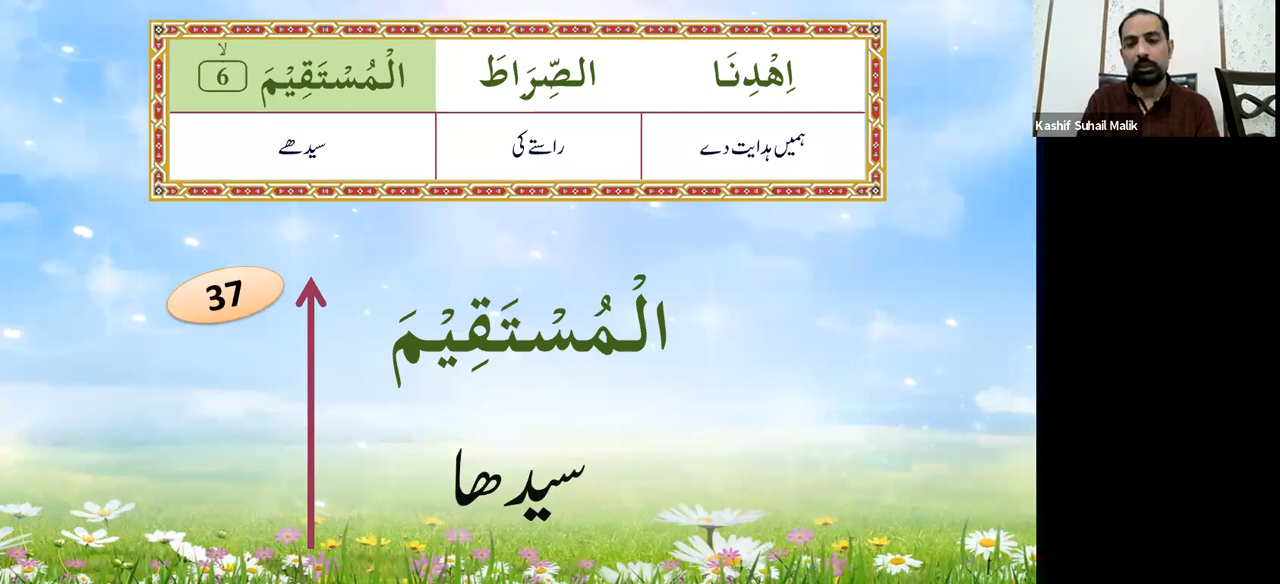 اِهْدِنَا الصِّرَاطَ الْمُسْتَقِيْمَ 6 ۙ
ہمیں ہدایت دے راستے کی سیدھے
Kashif Suhail Malik
37
الْمُسْتَقِيْمَ
سیدھا